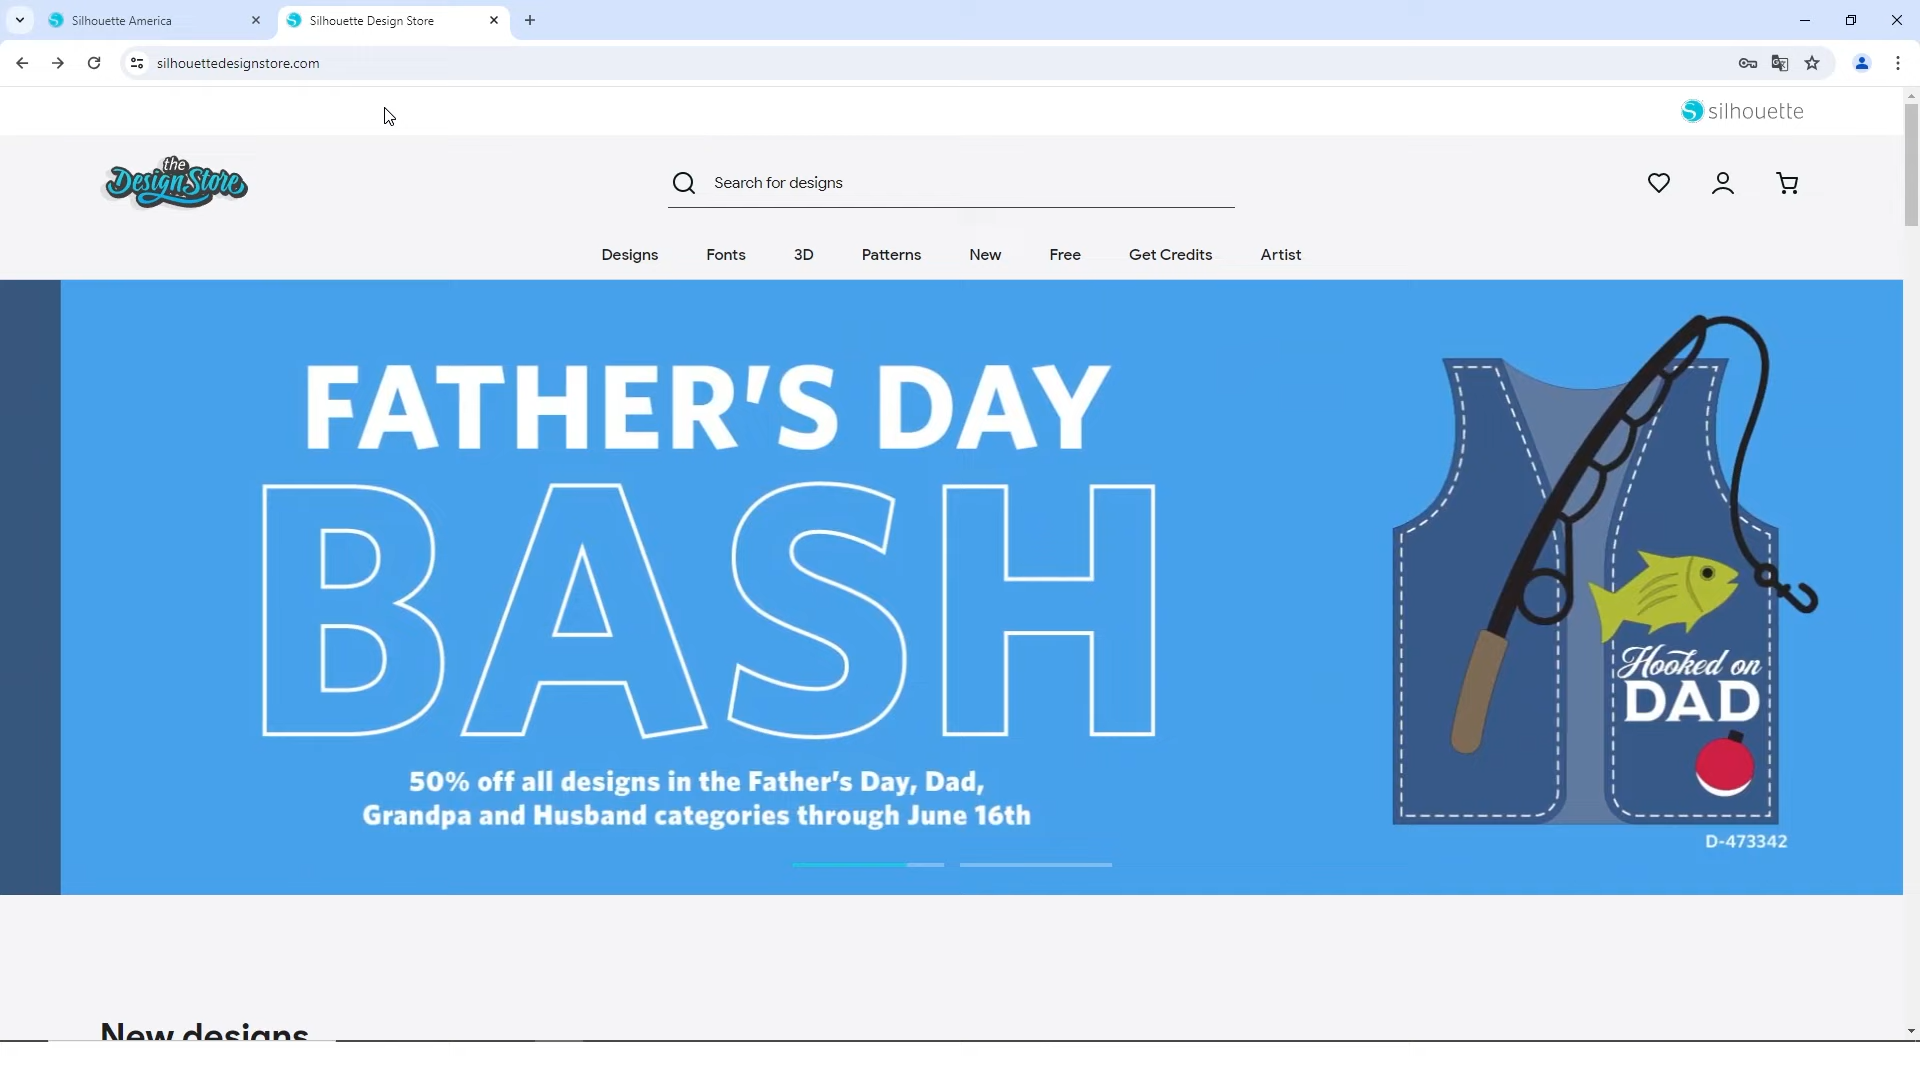 Silhouette America
Silhouette Design Store
silhouettedesignstore.com
silhouette
the
Design Store
Search for designs
Designs
Fonts
3D
Patterns
New
Free
Get Credits
Artist
FATHER'S DAY
BASH
50% off all designs in the Father's Day, Dad,
Grandpa and Husband categories through June 16th
Hooked on
DAD
D-473342
New designs